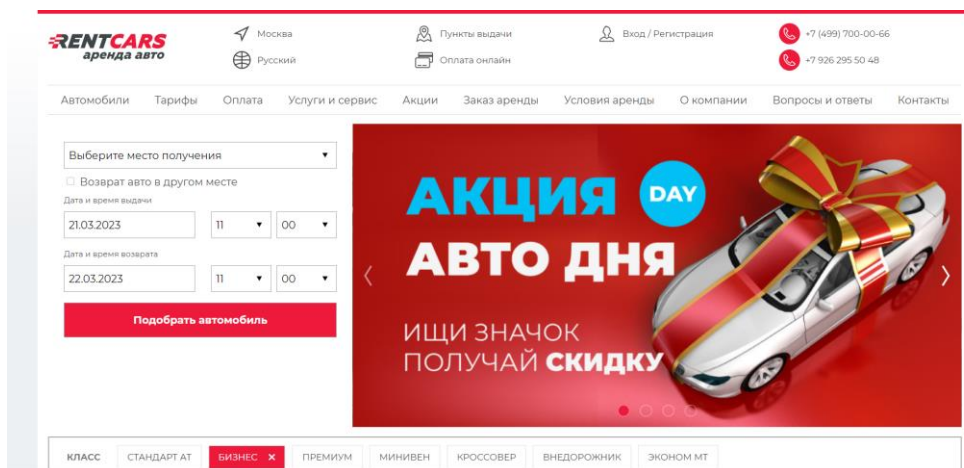 RENTCARS
аренда авто
Москва
Русский
Пункты выдачи
Оплата онлайн
Вход / Регистрация
+7 (499) 700-00-66
+7 926 295 50 48
Автомобили Тарифы Оплата Услуги и сервис Акции Заказ аренды Условия аренды О компании Вопросы и ответы Контакты
Выберите место получения
Возврат авто в другом месте
Дата и время выдачи
21.03.2023 11 00
Дата и время возврата
22.03.2023 11 00
Подобрать автомобиль
АКЦИЯ DAY
АВТО ДНЯ
ИЩИ ЗНАЧОК
ПОЛУЧАЙ СКИДКУ
КЛАСС СТАНДАРТ АТ БИЗНЕС × ПРЕМИУМ МИНИВЕН КРОССОВЕР ВНЕДОРОЖНИК ЭКОНОМ МТ